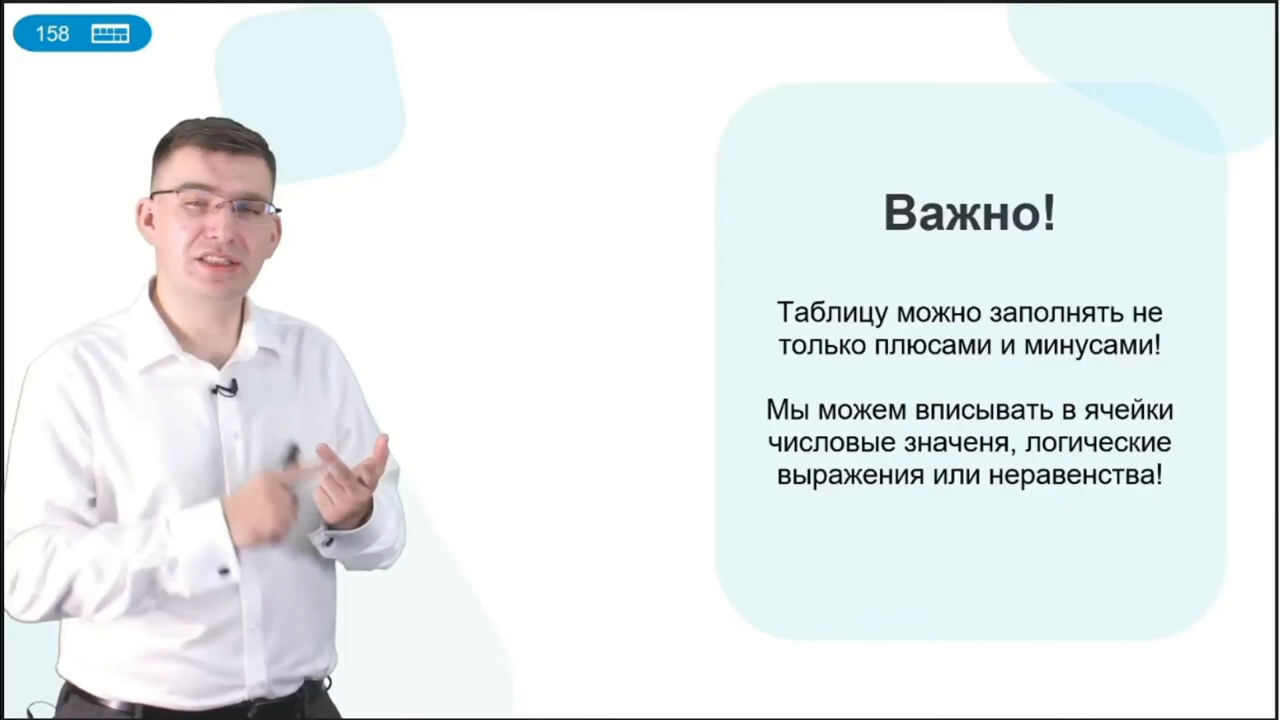 158
Важно!
Таблицу можно заполнять не
только плюсами и минусами!
Мы можем вписывать в ячейки
числовые значеня, логические
выражения или неравенства!